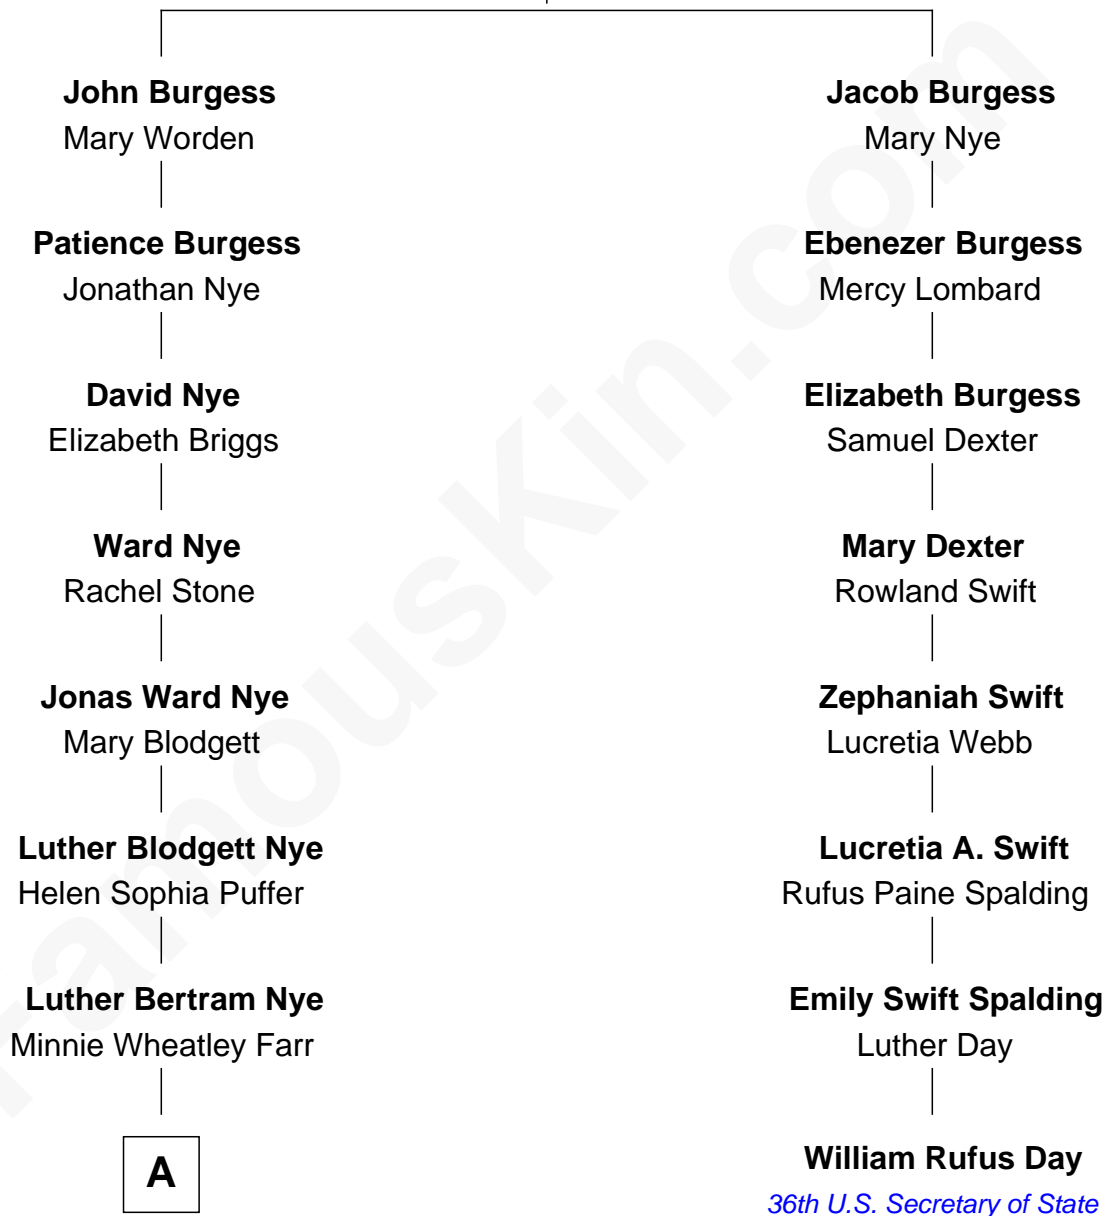 John Burgess
Mary Worden
Patience Burgess
Jonathan Nye
David Nye
Elizabeth Briggs
Ward Nye
Rachel Stone
Jonas Ward Nye
Mary Blodgett
Luther Blodgett Nye
Helen Sophia Puffer
Luther Bertram Nye
Minnie Wheatley Farr
A
Jacob Burgess
Mary Nye
Ebenezer Burgess
Mercy Lombard
Elizabeth Burgess
Samuel Dexter
Mary Dexter
Rowland Swift
Zephaniah Swift
Lucretia Webb
Lucretia A. Swift
Rufus Paine Spalding
Emily Swift Spalding
Luther Day
William Rufus Day
36th U.S. Secretary of State
FamousKin.com